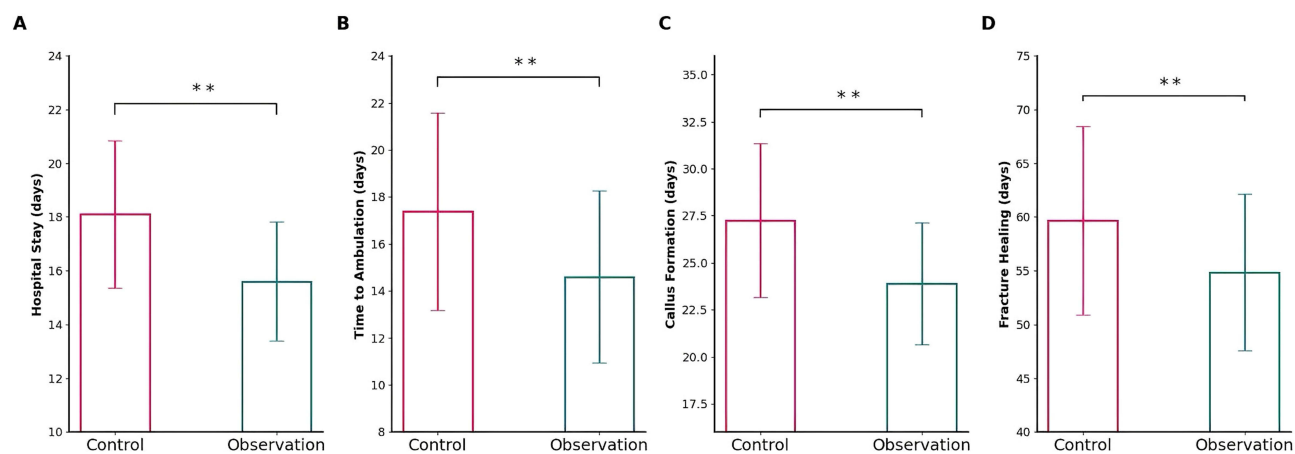 A
B
C
D
Hospital Stay (days)
24
22
20
18
16
14
12
10
* *
Control
Observation
Time to Ambulation (days)
24
22
20
18
16
14
12
10
8
* *
Control
Observation
Callus Formation (days)
35.0
32.5
30.0
27.5
25.0
22.5
20.0
17.5
* *
Control
Observation
Fracture Healing (days)
75
70
65
60
55
50
45
40
* *
Control
Observation